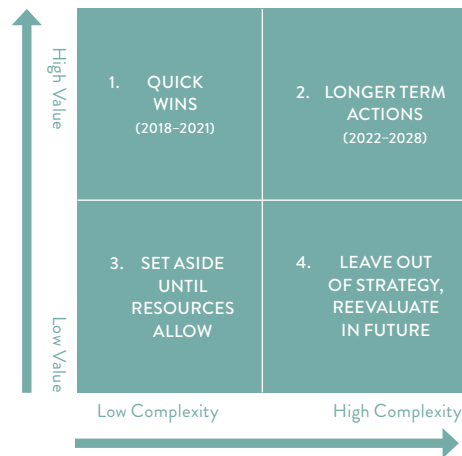 High Value
1. QUICK
WINS
(2018–2021)
2. LONGER TERM
ACTIONS
(2022–2028)
Low Value
3. SET ASIDE
UNTIL
RESOURCES
ALLOW
4. LEAVE OUT
OF STRATEGY,
REEVALUATE
IN FUTURE
Low Complexity
High Complexity